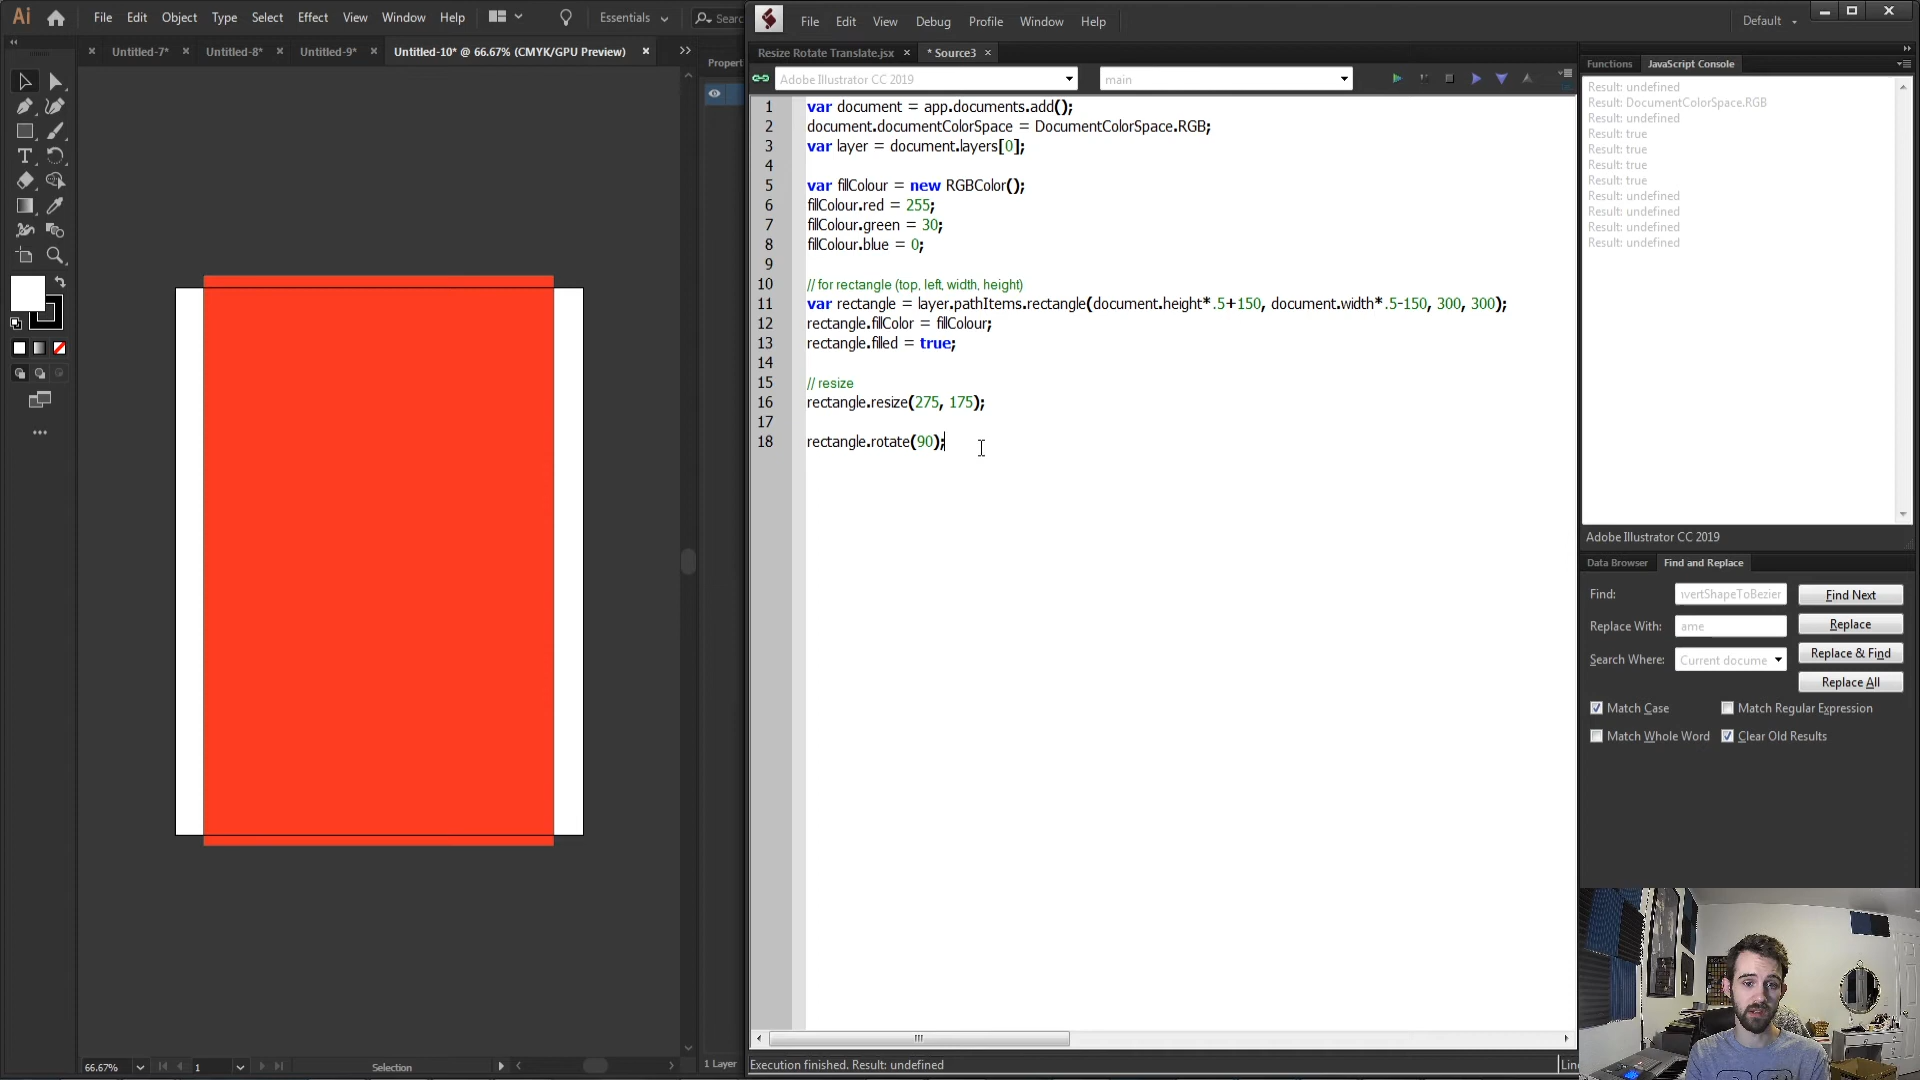 Ai File Edit Object Type Select Effect View Window Help Essentials Searc
Untitled-7* × Untitled-8* × Untitled-9* × Untitled-10* @ 66.67% (CMYK/GPU Preview) ×
Propert
66.67% 1 Selection
1 Layer
File Edit View Debug Profile Window Help Default
Resize Rotate Translate.jsx × * Source3 ×
Adobe Illustrator CC 2019 main
1 var document = app.documents.add();
2 document.documentColorSpace = DocumentColorSpace.RGB;
3 var layer = document.layers[0];
4
5 var fillColour = new RGBColor();
6 fillColour.red = 255;
7 fillColour.green = 30;
8 fillColour.blue = 0;
9
10 // for rectangle (top, left, width, height)
11 var rectangle = layer.pathItems.rectangle(document.height*.5+150, document.width*.5-150, 300, 300);
12 rectangle.fillColor = fillColour;
13 rectangle.filled = true;
14
15 // resize
16 rectangle.resize(275, 175);
17
18 rectangle.rotate(90);
Execution finished. Result: undefined Lin
Functions JavaScript Console
Result: undefined
Result: DocumentColorSpace.RGB
Result: undefined
Result: true
Result: true
Result: true
Result: true
Result: undefined
Result: undefined
Result: undefined
Result: undefined
Adobe Illustrator CC 2019
Data Browser Find and Replace
Find: vertShapeToBezier Find Next
Replace With: ame Replace
Search Where: Current docume Replace & Find
Replace All
Match Case Match Regular Expression
Match Whole Word Clear Old Results